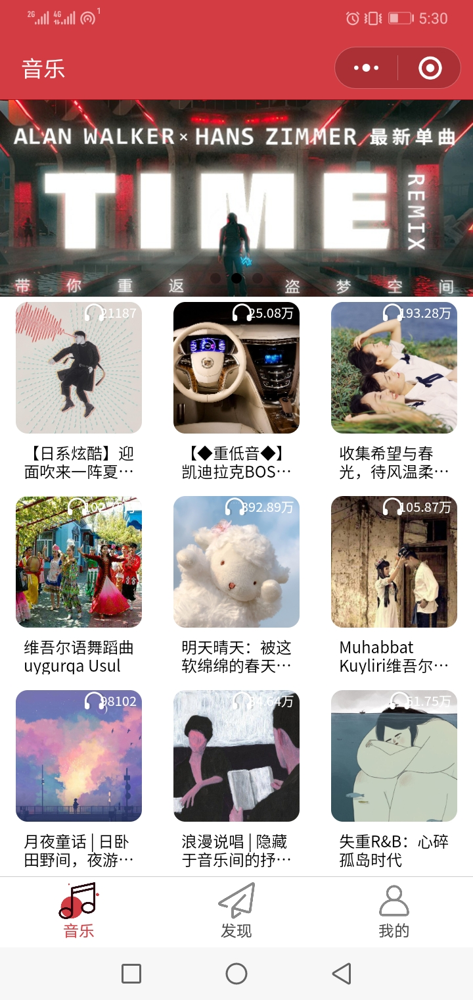 2G 4G 1 5:30
音乐
ALAN WALKER × HANS ZIMMER 最新单曲
TIME
REMIX
带你重返 盗梦空间
21187
25.08万
193.28万
【日系炫酷】迎
面吹来一阵夏…
【◆重低音◆】
凯迪拉克BOS…
收集希望与春
光，待风温柔…
392.89万
105.87万
维吾尔语舞蹈曲
uygurqa Usul
明天晴天：被这
软绵绵的春天…
Muhabbat
Kuyliri维吾尔…
98102
51.75万
月夜童话 | 日卧
田野间，夜游…
浪漫说唱 | 隐藏
于音乐间的抒…
失重R&B：心碎
孤岛时代
音乐
发现
我的